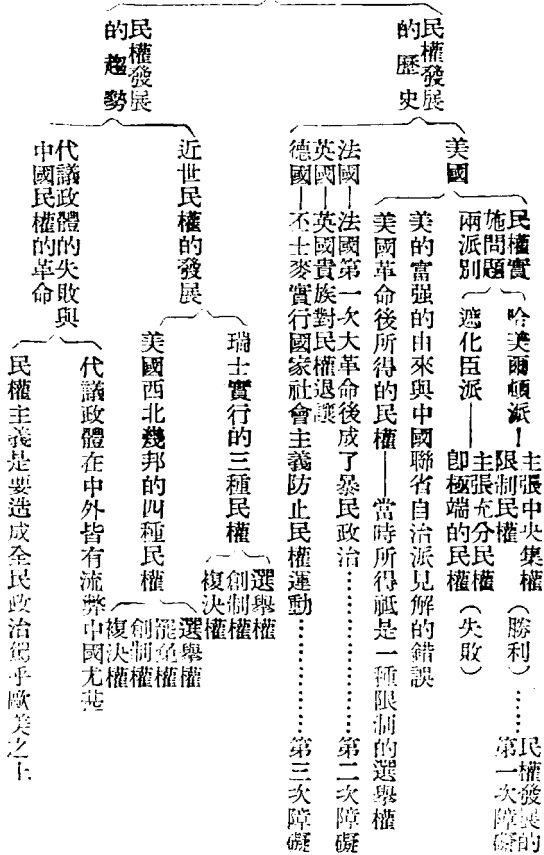 民權發展
的歷史
美國
民權實
施問題
兩派別
哈美爾頓派
主張中央集權
限制民權
(勝利)……民權發展的
第一次障礙
遮化臣派
主張充分民權
卽極端的民權
(失敗)
美的富强的由來與中國聯省自治派見解的錯誤
美國革命後所得的民權——當時所得祗是一種限制的選舉權
法國—法國第一次大革命後成了暴民政治…………第二次障礙
英國—英國貴族對民權退讓
德國—丕士麥實行國家社會主義防止民權運動…………第三次障礙
民權發展
的趨勢
近世民權的發展
瑞士實行的三種民權
選舉權
創制權
複決權
美國西北幾邦的四種民權
選舉權
罷免權
創制權
複決權
代議政體的失敗與
中國民權的革命
代議政體在中外皆有流弊中國尤甚
民權主義是要造成全民政治駕乎歐美之上